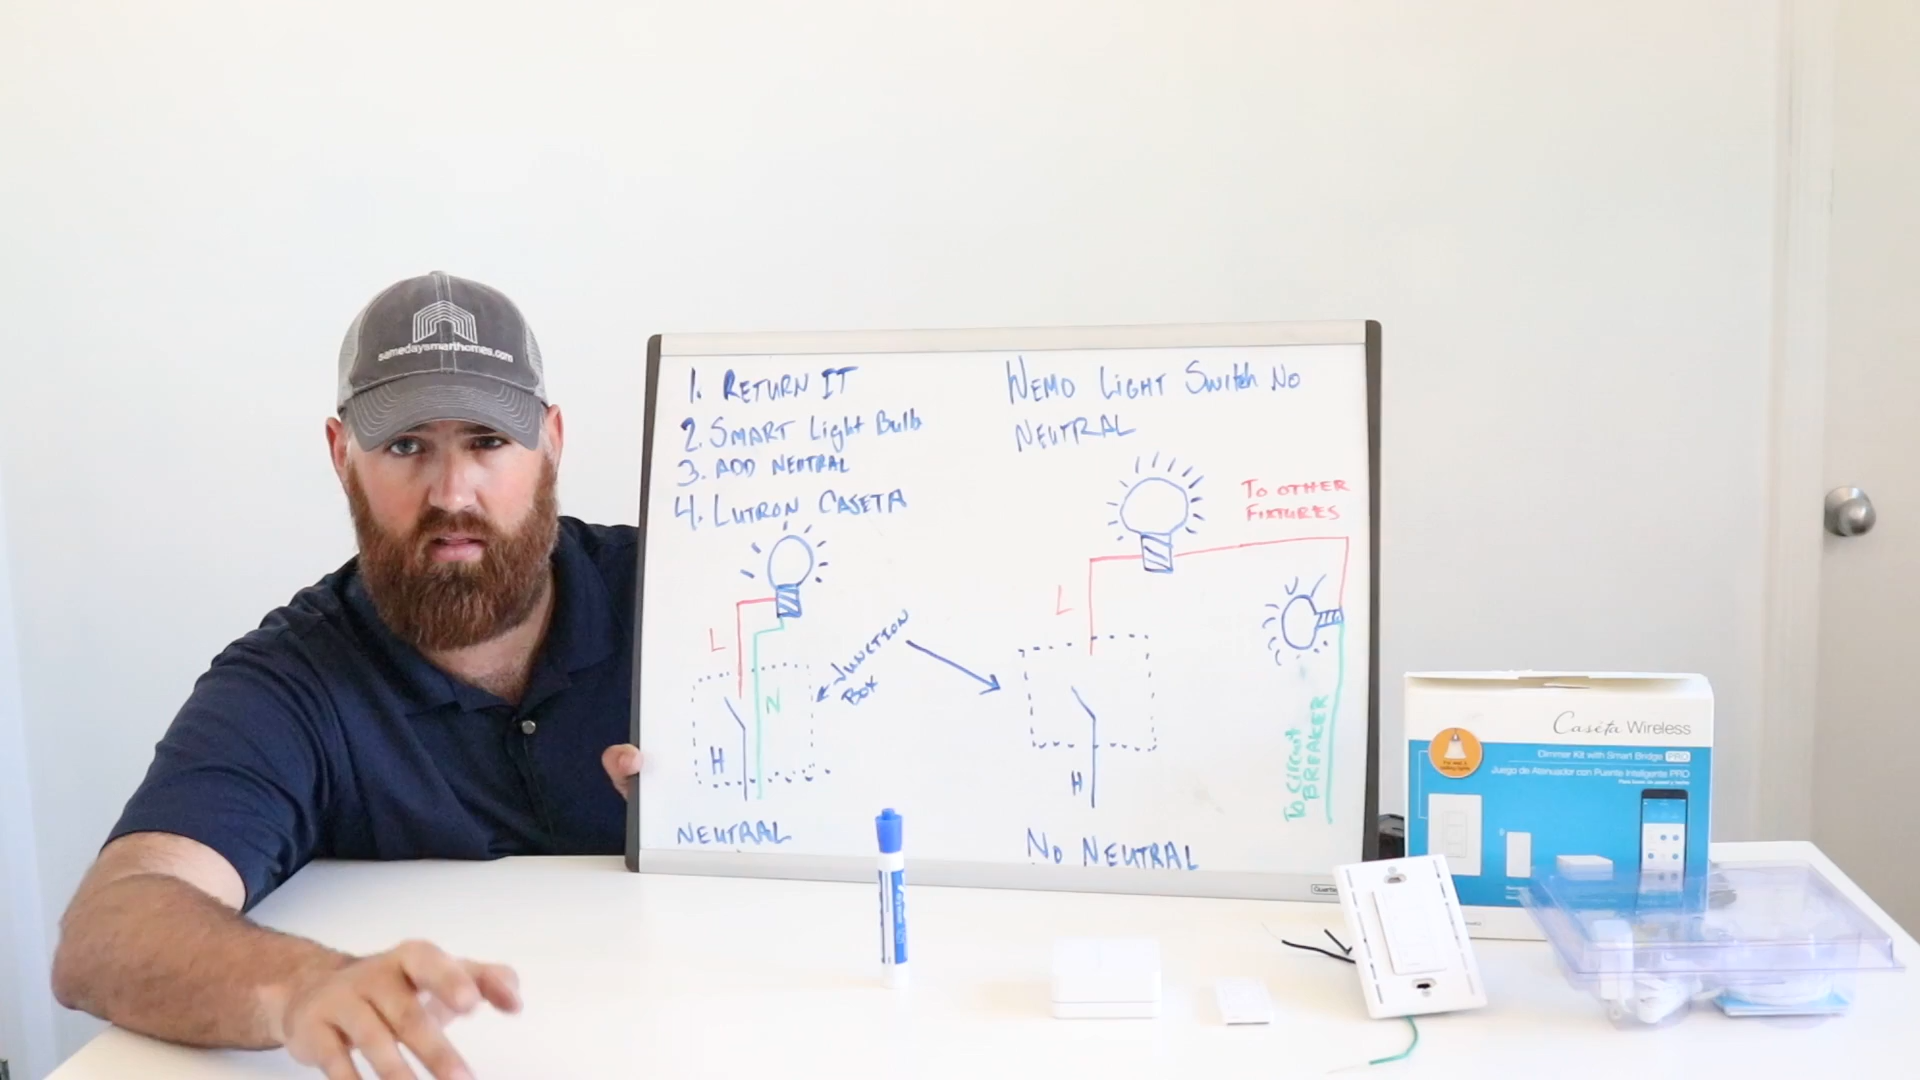 samedaysmarthomes.com
1. RETURN IT
2. SMART Light Bulb
3. ADD NEUTRAL
4. LUTRON CASETA
L
N
H
JUNCTION
BOX
NEUTRAL
WEMO LIGHT Switch No
NEUTRAL
TO OTHER
FIXTURES
L
H
To Circuit
BREAKER
No NEUTRAL
Quartet
Caséta Wireless
Dimmer Kit with Smart Bridge PRO
Juego de Atenuador con Puente Inteligente PRO